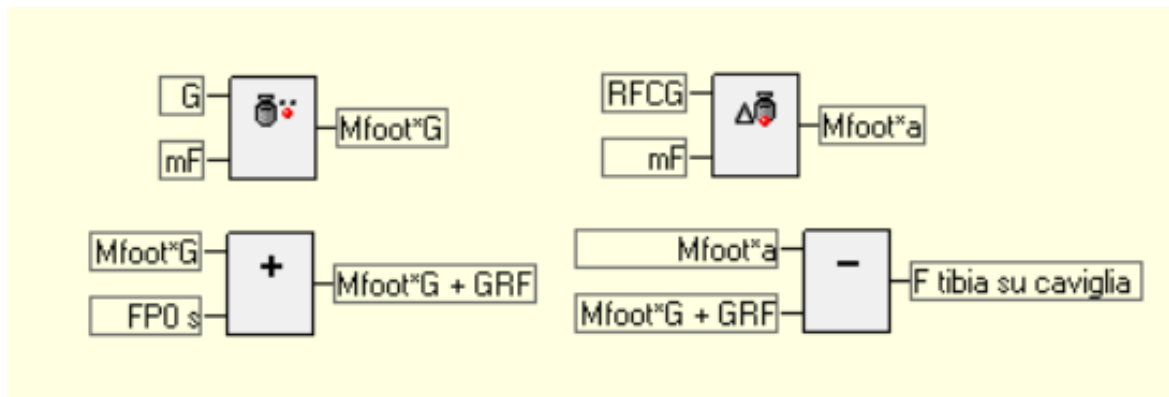 G
mF
Mfoot*G
RFCG
mF
Mfoot*a
Mfoot*G
FP0 s
+
Mfoot*G + GRF
Mfoot*a
Mfoot*G + GRF
-
F tibia su caviglia